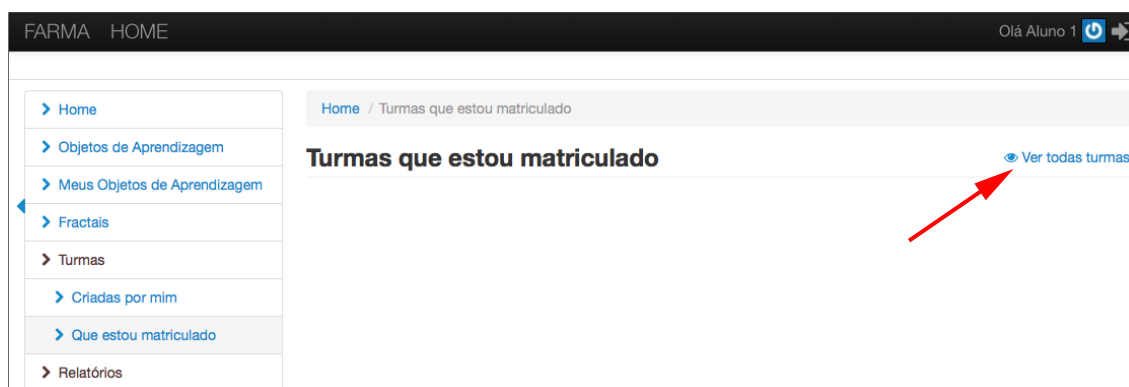 FARMA HOME
Olá Aluno 1
Home
Objetos de Aprendizagem
Meus Objetos de Aprendizagem
Fractais
Turmas
Criadas por mim
Que estou matriculado
Relatórios
Home / Turmas que estou matriculado
Turmas que estou matriculado
Ver todas turmas